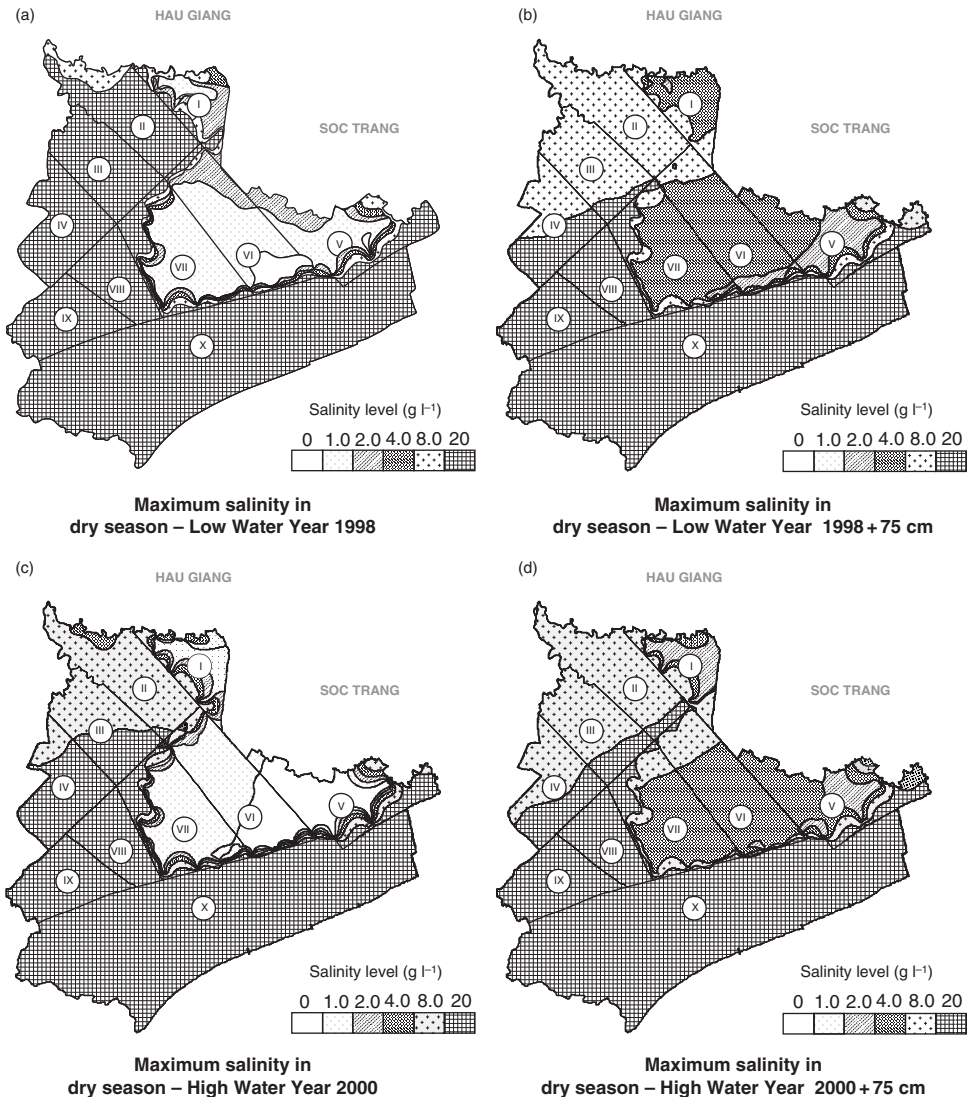 (a)
HAU GIANG
I
II
SOC TRANG
III
IV
V
VI
VII
VIII
IX
X
Salinity level (g l⁻¹)
0 1.0 2.0 4.0 8.0 20
Maximum salinity in
dry season – Low Water Year 1998
(b)
HAU GIANG
I
II
SOC TRANG
III
IV
V
VI
VII
VIII
IX
X
Salinity level (g l⁻¹)
0 1.0 2.0 4.0 8.0 20
Maximum salinity in
dry season – Low Water Year 1998 + 75 cm
(c)
HAU GIANG
I
II
SOC TRANG
III
IV
V
VI
VII
VIII
IX
X
Salinity level (g l⁻¹)
0 1.0 2.0 4.0 8.0 20
Maximum salinity in
dry season – High Water Year 2000
(d)
HAU GIANG
I
II
SOC TRANG
III
IV
V
VI
VII
VIII
IX
X
Salinity level (g l⁻¹)
0 1.0 2.0 4.0 8.0 20
Maximum salinity in
dry season – High Water Year 2000 + 75 cm